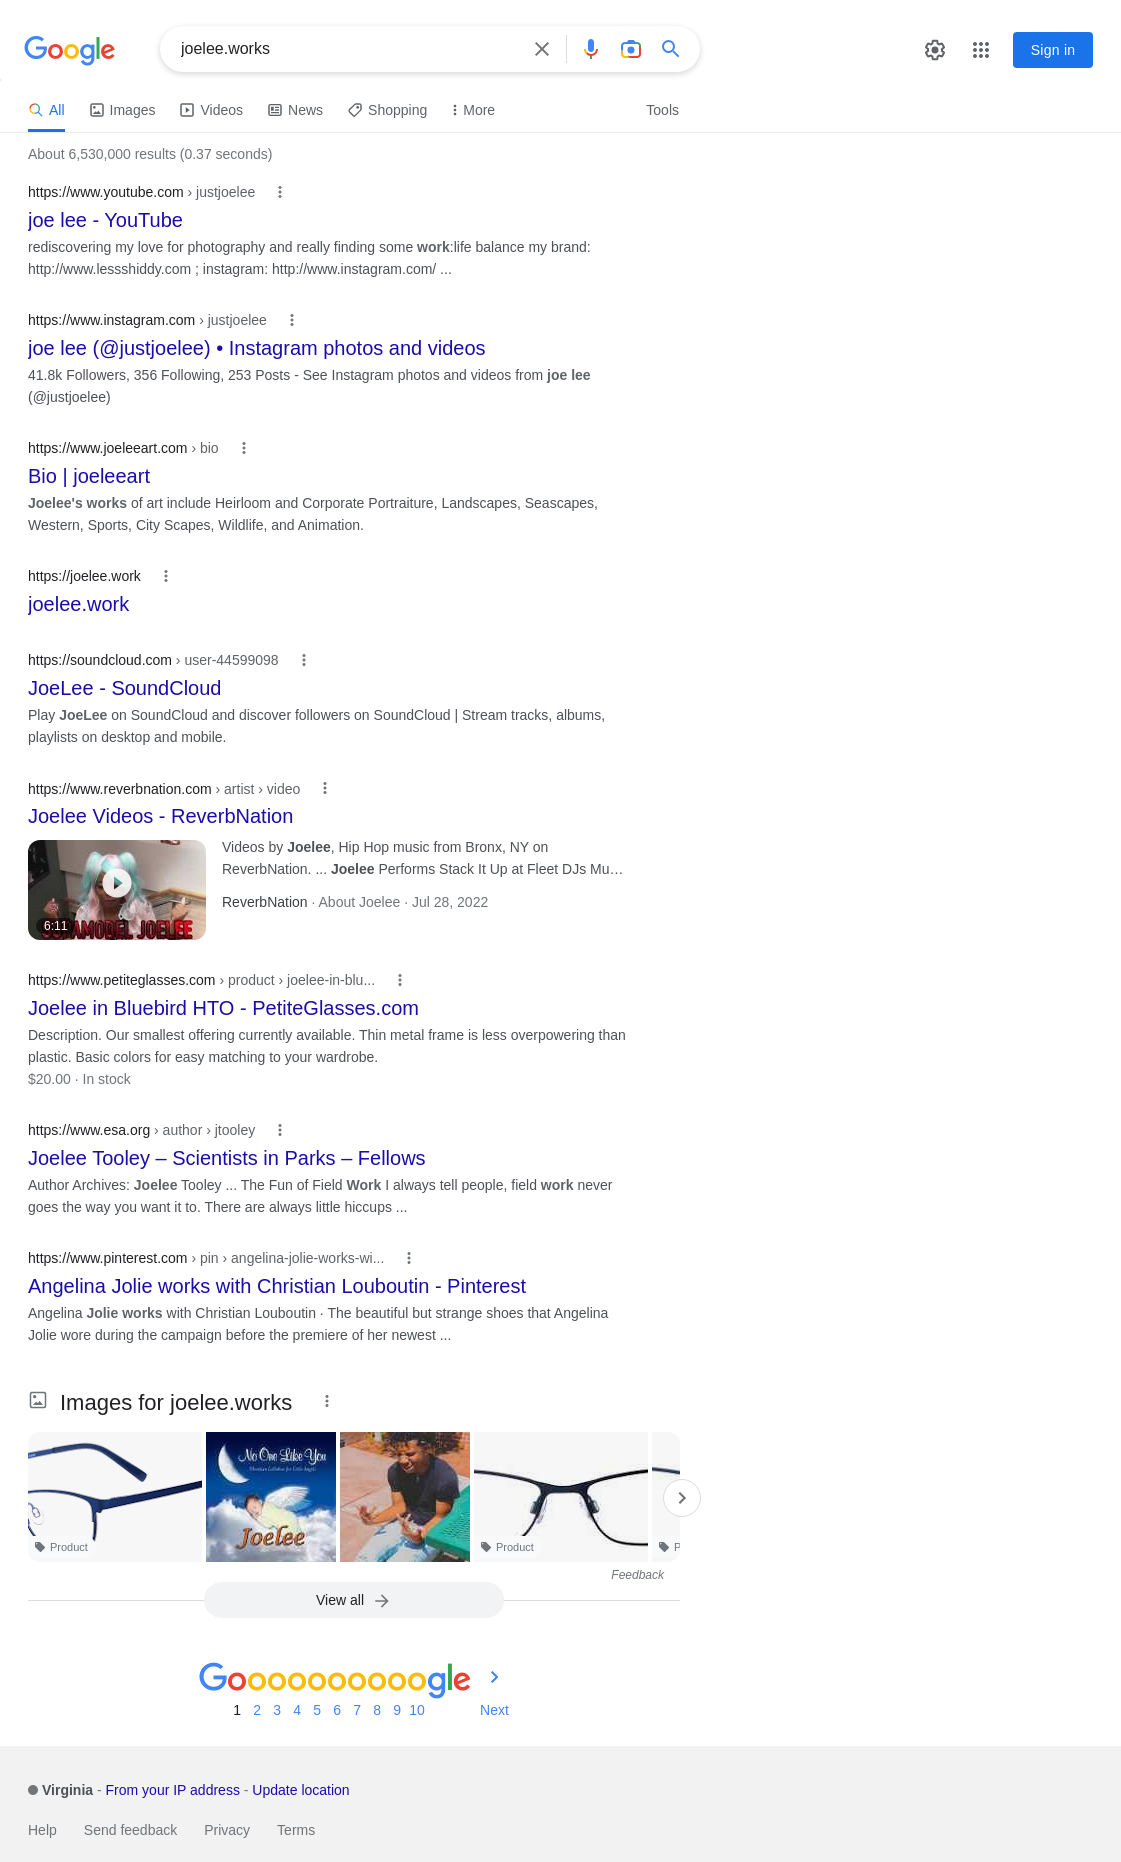 Google
joelee.works
Sign in
All
Images
Videos
News
Shopping
More
Tools
About 6,530,000 results (0.37 seconds)
https://www.youtube.com › justjoelee
joe lee - YouTube
rediscovering my love for photography and really finding some work:life balance my brand:
http://www.lessshiddy.com ; instagram: http://www.instagram.com/ ...
https://www.instagram.com › justjoelee
joe lee (@justjoelee) • Instagram photos and videos
41.8k Followers, 356 Following, 253 Posts - See Instagram photos and videos from joe lee
(@justjoelee)
https://www.joeleeart.com › bio
Bio | joeleeart
Joelee's works of art include Heirloom and Corporate Portraiture, Landscapes, Seascapes,
Western, Sports, City Scapes, Wildlife, and Animation.
https://joelee.work
joelee.work
https://soundcloud.com › user-44599098
JoeLee - SoundCloud
Play JoeLee on SoundCloud and discover followers on SoundCloud | Stream tracks, albums,
playlists on desktop and mobile.
https://www.reverbnation.com › artist › video
Joelee Videos - ReverbNation
Videos by Joelee, Hip Hop music from Bronx, NY on
ReverbNation. ... Joelee Performs Stack It Up at Fleet DJs Mu…
ReverbNation · About Joelee · Jul 28, 2022
6:11
JOELEE
https://www.petiteglasses.com › product › joelee-in-blu...
Joelee in Bluebird HTO - PetiteGlasses.com
Description. Our smallest offering currently available. Thin metal frame is less overpowering than
plastic. Basic colors for easy matching to your wardrobe.
$20.00 · In stock
https://www.esa.org › author › jtooley
Joelee Tooley – Scientists in Parks – Fellows
Author Archives: Joelee Tooley ... The Fun of Field Work I always tell people, field work never
goes the way you want it to. There are always little hiccups ...
https://www.pinterest.com › pin › angelina-jolie-works-wi...
Angelina Jolie works with Christian Louboutin - Pinterest
Angelina Jolie works with Christian Louboutin · The beautiful but strange shoes that Angelina
Jolie wore during the campaign before the premiere of her newest ...
Images for joelee.works
No One Like You
Joelee
Product
Product
P
Feedback
View all
Goooooooooogle
1 2 3 4 5 6 7 8 9 10 Next
Virginia - From your IP address - Update location
Help Send feedback Privacy Terms